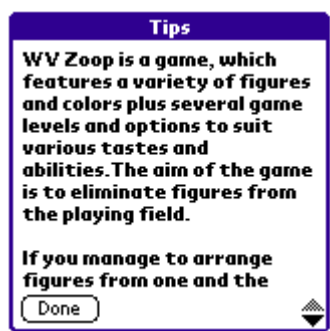 Tips
WV Zoop is a game, which
features a variety of figures
and colors plus several game
levels and options to suit
various tastes and
abilities.The aim of the game
is to eliminate figures from
the playing field.
If you manage to arrange
figures from one and the
Done